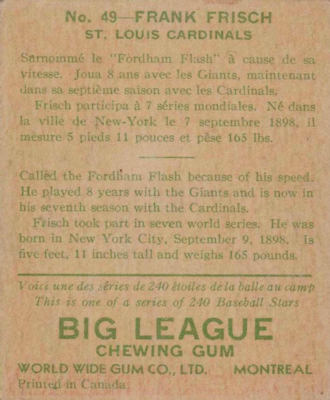 No. 49—FRANK FRISCH
ST. LOUIS CARDINALS
Surnommé le "Fordham Flash" à cause de sa
vitesse. Joua 8 ans avec les Giants, maintenant
dans sa septième saison avec les Cardinals.
Frisch participa à 7 séries mondiales. Né dans
la ville de New-York le 7 septembre 1898, il
mesure 5 pieds 11 pouces et pèse 165 lbs.
Called the Fordham Flash because of his speed.
He played 8 years with the Giants and is now in
his seventh season with the Cardinals.
Frisch took part in seven world series. He was
born in New York City, September 9, 1898. Is
five feet, 11 inches tall and weighs 165 pounds.
Voici une des séries de 240 étoiles de la balle au camp
This is one of a series of 240 Baseball Stars
BIG LEAGUE
CHEWING GUM
WORLD WIDE GUM CO., LTD. MONTREAL
Printed in Canada